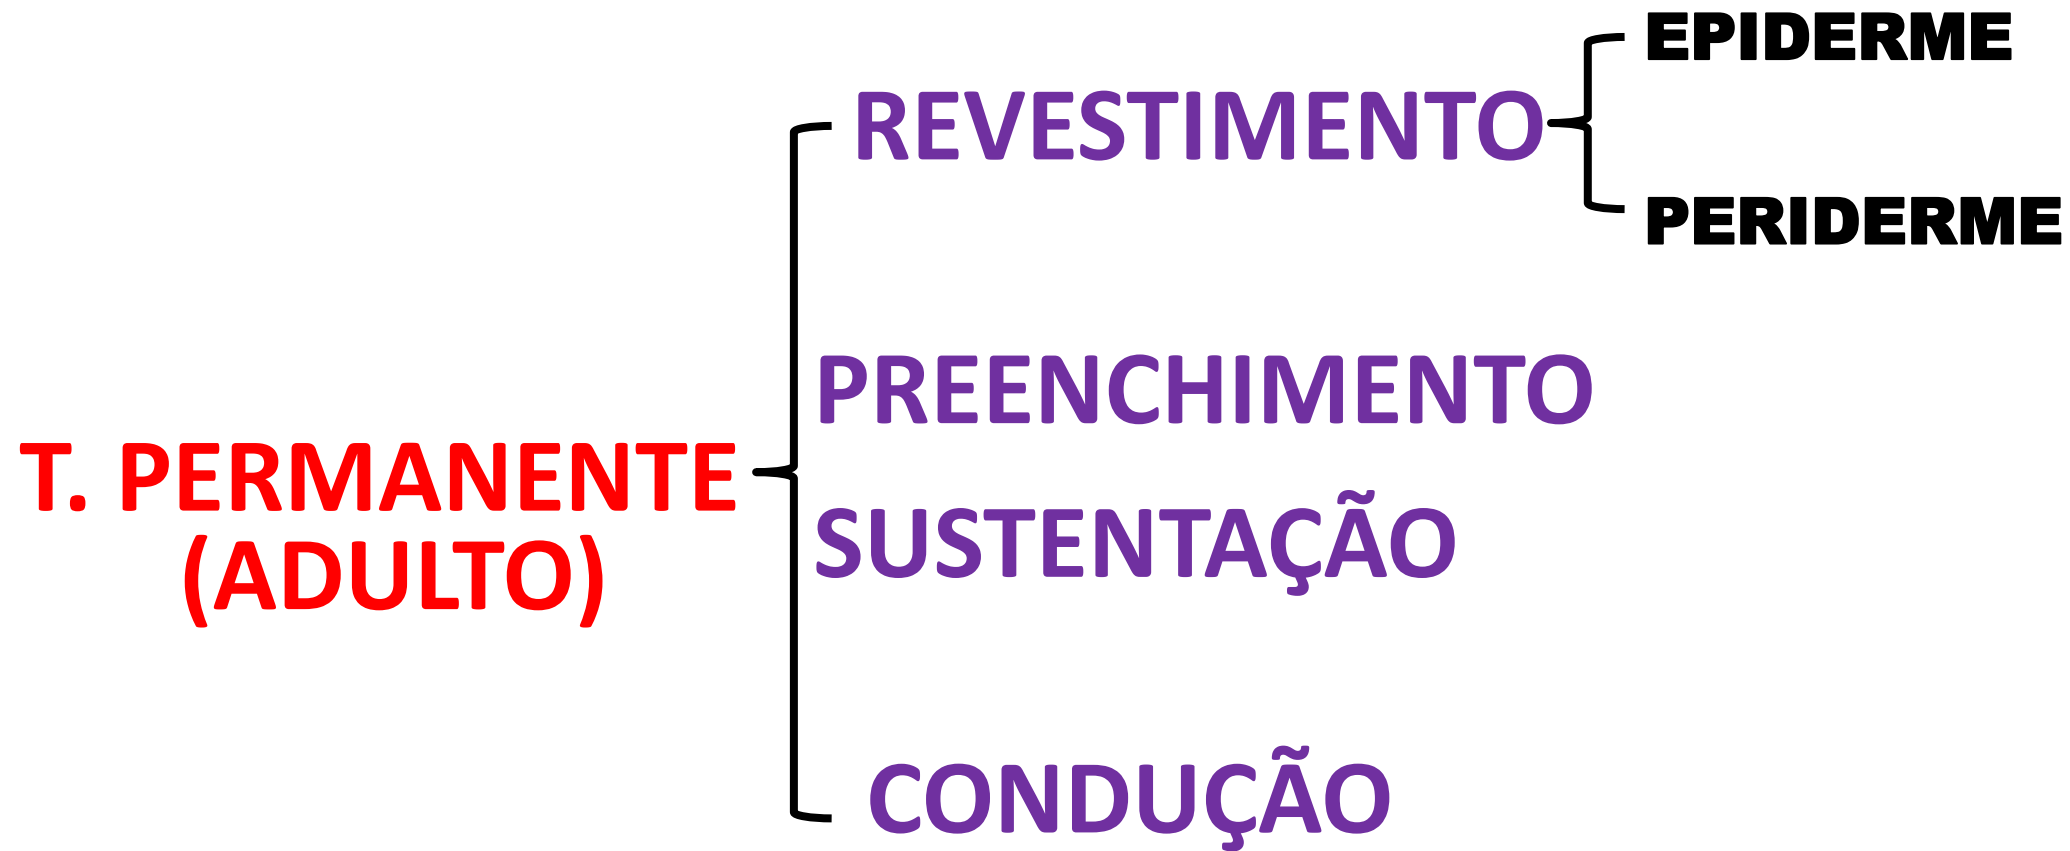 EPIDERME
REVESTIMENTO
PERIDERME
PREENCHIMENTO
T. PERMANENTE
(ADULTO)
SUSTENTAÇÃO
CONDUÇÃO